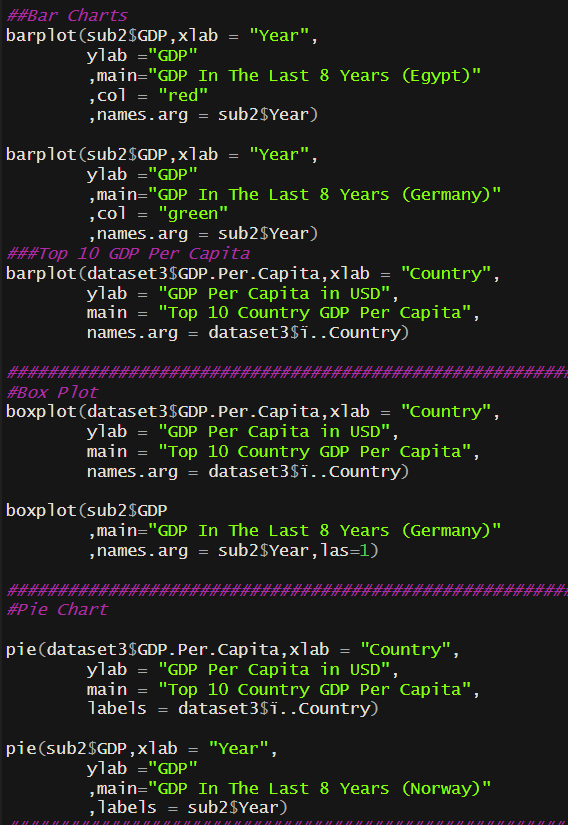 ##Bar Charts
barplot(sub2$GDP,xlab = "Year",
        ylab ="GDP"
        ,main="GDP In The Last 8 Years (Egypt)"
        ,col = "red"
        ,names.arg = sub2$Year)

barplot(sub2$GDP,xlab = "Year",
        ylab ="GDP"
        ,main="GDP In The Last 8 Years (Germany)"
        ,col = "green"
        ,names.arg = sub2$Year)
###Top 10 GDP Per Capita
barplot(dataset3$GDP.Per.Capita,xlab = "Country",
        ylab = "GDP Per Capita in USD",
        main = "Top 10 Country GDP Per Capita",
        names.arg = dataset3$ï..Country)

#########################################################
#Box Plot
boxplot(dataset3$GDP.Per.Capita,xlab = "Country",
        ylab = "GDP Per Capita in USD",
        main = "Top 10 Country GDP Per Capita",
        names.arg = dataset3$ï..Country)

boxplot(sub2$GDP
        ,main="GDP In The Last 8 Years (Germany)"
        ,names.arg = sub2$Year,las=1)

#########################################################
#Pie Chart

pie(dataset3$GDP.Per.Capita,xlab = "Country",
        ylab = "GDP Per Capita in USD",
        main = "Top 10 Country GDP Per Capita",
        labels = dataset3$ï..Country)

pie(sub2$GDP,xlab = "Year",
        ylab ="GDP"
        ,main="GDP In The Last 8 Years (Norway)"
        ,labels = sub2$Year)
#########################################################